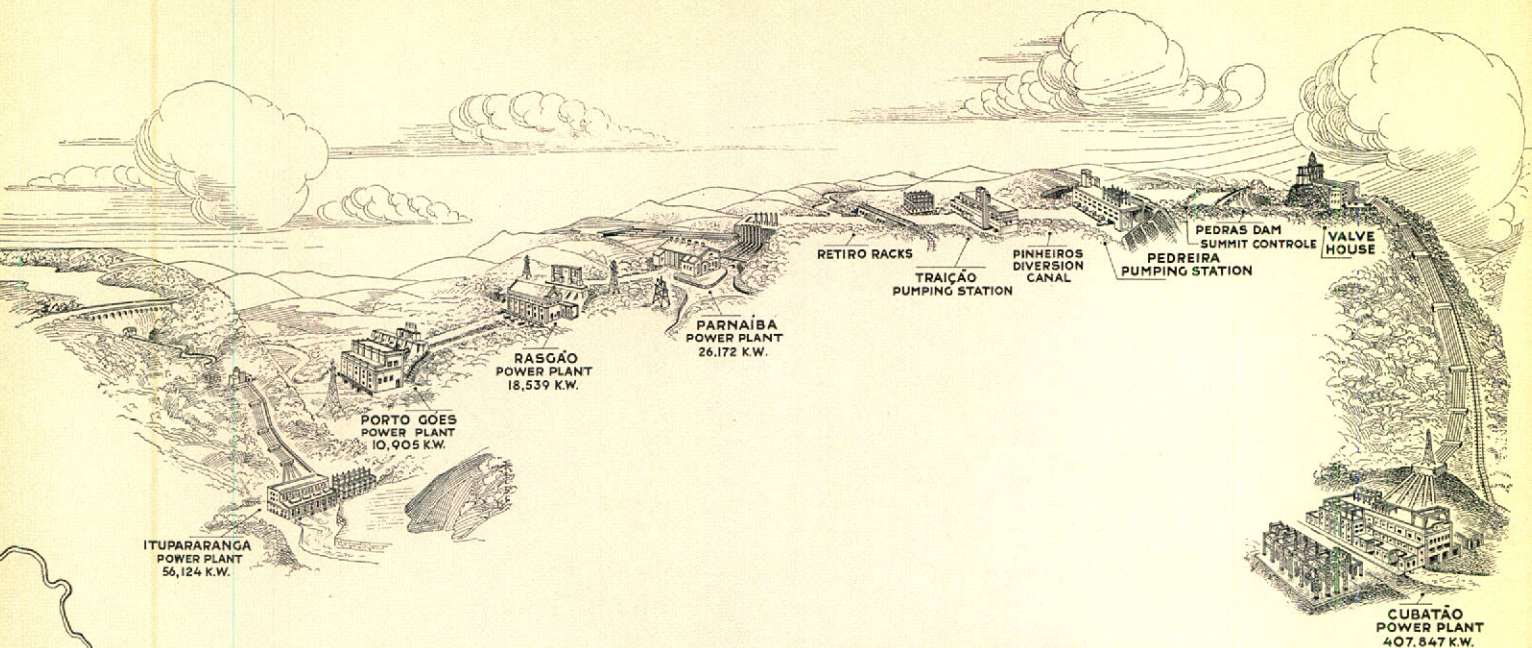 ITUPARARANGA
POWER PLANT
56,124 K.W.
PORTO GÓES
POWER PLANT
10,905 K.W.
RASGÃO
POWER PLANT
18,539 K.W.
PARNAÍBA
POWER PLANT
26,172 K.W.
RETIRO RACKS
TRAIÇÃO
PUMPING STATION
PINHEIROS
DIVERSION
CANAL
PEDREIRA
PUMPING STATION
PEDRAS DAM
SUMMIT CONTROLE
VALVE
HOUSE
CUBATÃO
POWER PLANT
407,847 K.W.